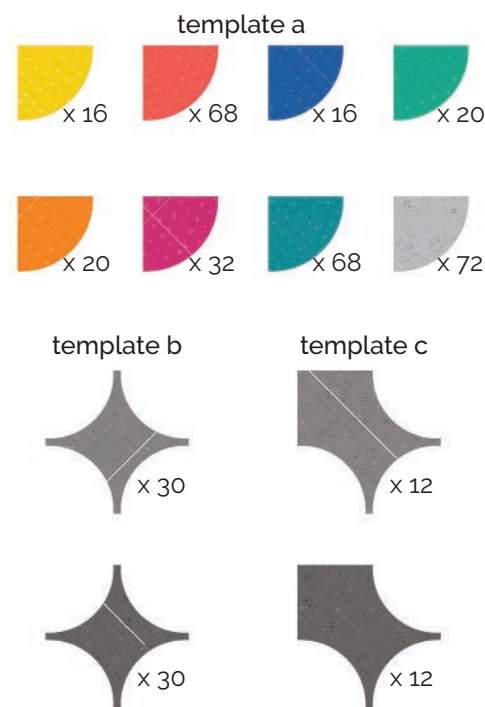 template a
x 16
x 68
x 16
x 20
x 20
x 32
x 68
x 72
template b
template c
x 30
x 12
x 30
x 12